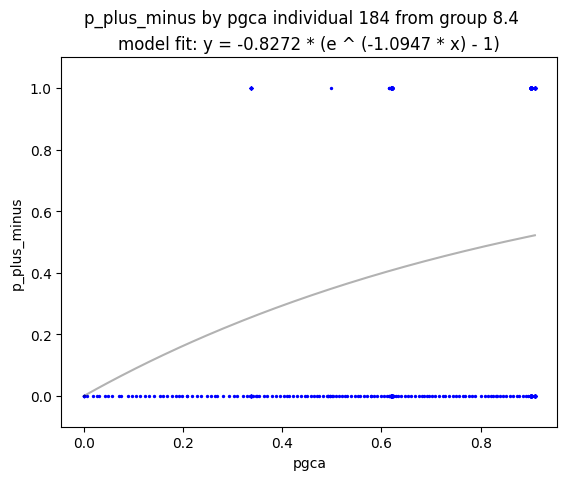 p_plus_minus by pgca individual 184 from group 8.4
model fit: y = -0.8272 * (e ^ (-1.0947 * x) - 1)
1.0
0.8
0.6
0.4
0.2
0.0
p_plus_minus
0.0 0.2 0.4 0.6 0.8
pgca